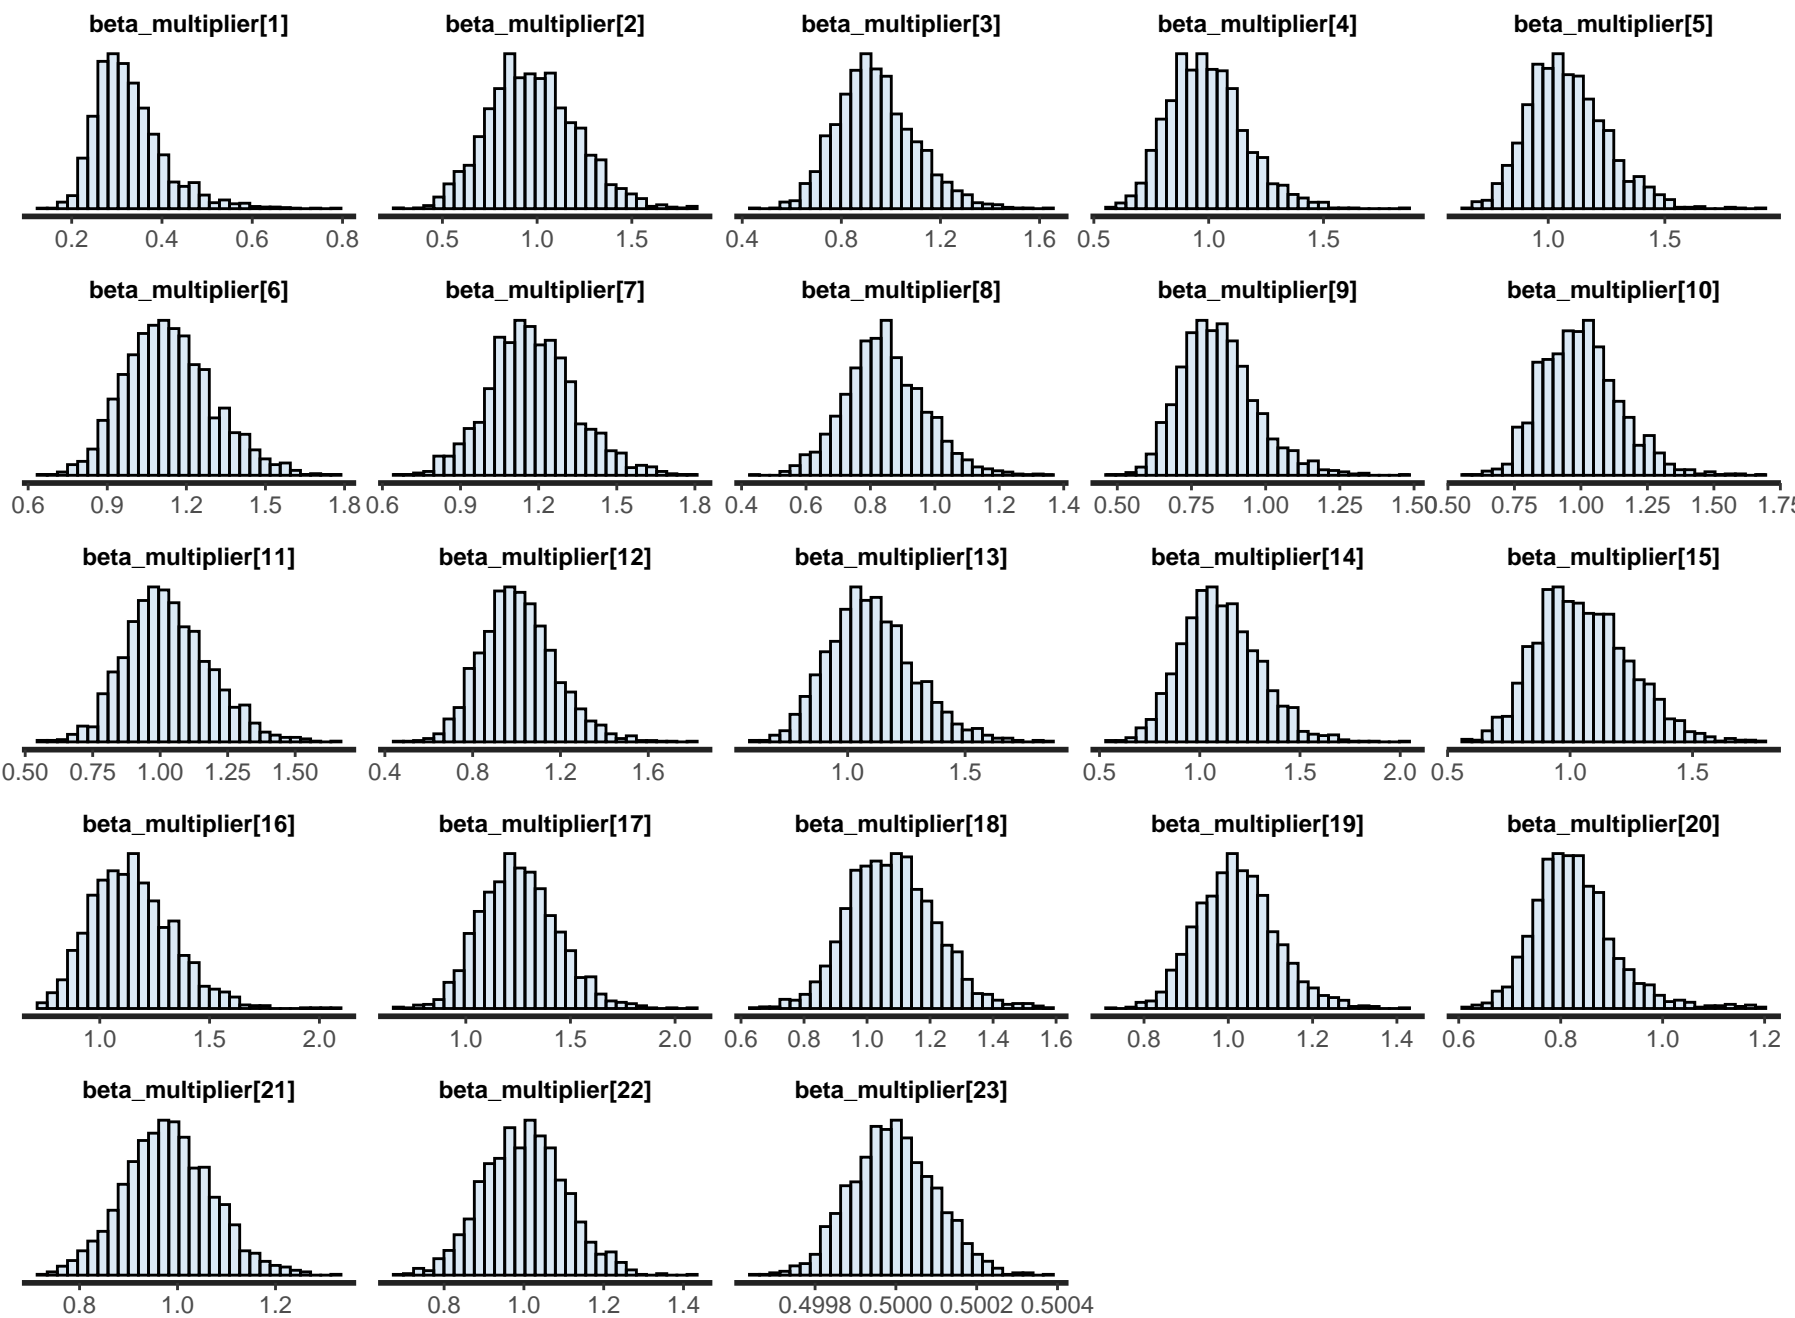 beta_multiplier[1] beta_multiplier[2] beta_multiplier[3] beta_multiplier[4] beta_multiplier[5]
0.2 0.4 0.6 0.8 0.5 1.0 1.5 0.4 0.8 1.2 1.6 0.5 1.0 1.5 1.0 1.5
beta_multiplier[6] beta_multiplier[7] beta_multiplier[8] beta_multiplier[9] beta_multiplier[10]
0.6 0.9 1.2 1.5 1.8 0.6 0.9 1.2 1.5 1.8 0.4 0.6 0.8 1.0 1.2 1.4 0.50 0.75 1.00 1.25 1.50 0.50 0.75 1.00 1.25 1.50 1.75
beta_multiplier[11] beta_multiplier[12] beta_multiplier[13] beta_multiplier[14] beta_multiplier[15]
0.50 0.75 1.00 1.25 1.50 0.4 0.8 1.2 1.6 1.0 1.5 0.5 1.0 1.5 2.0 0.5 1.0 1.5
beta_multiplier[16] beta_multiplier[17] beta_multiplier[18] beta_multiplier[19] beta_multiplier[20]
1.0 1.5 2.0 1.0 1.5 2.0 0.6 0.8 1.0 1.2 1.4 1.6 0.8 1.0 1.2 1.4 0.6 0.8 1.0 1.2
beta_multiplier[21] beta_multiplier[22] beta_multiplier[23]
0.8 1.0 1.2 0.8 1.0 1.2 1.4 0.4998 0.5000 0.5002 0.5004